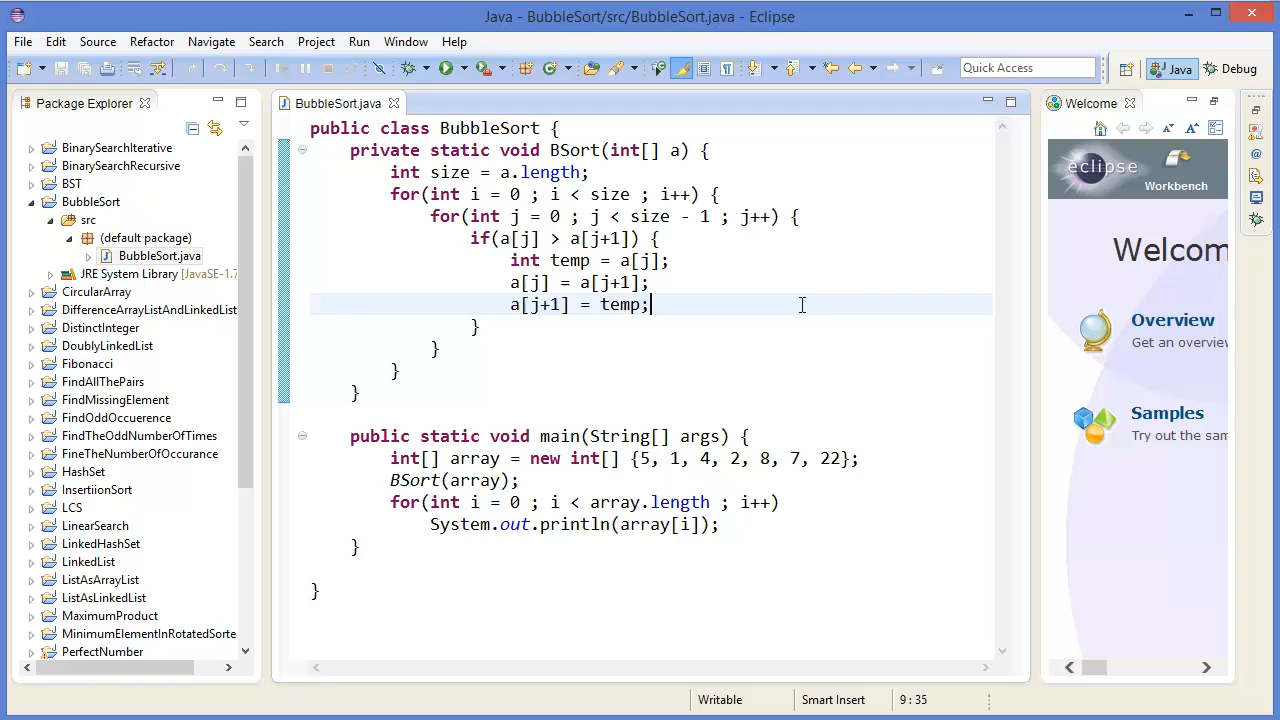 Java - BubbleSort/src/BubbleSort.java - Eclipse
File Edit Source Refactor Navigate Search Project Run Window Help
Quick Access Java Debug
Package Explorer
BinarySearchIterative
BinarySearchRecursive
BST
BubbleSort
src
(default package)
BubbleSort.java
JRE System Library [JavaSE-1.7
CircularArray
DifferenceArrayListAndLinkedList
DistinctInteger
DoublyLinkedList
Fibonacci
FindAllThePairs
FindMissingElement
FindOddOccuerence
FindTheOddNumberOfTimes
FineTheNumberOfOccurance
HashSet
InsertiionSort
LCS
LinearSearch
LinkedHashSet
LinkedList
ListAsArrayList
ListAsLinkedList
MaximumProduct
MinimumElementInRotatedSorte
PerfectNumber
BubbleSort.java
public class BubbleSort {
private static void BSort(int[] a) {
int size = a.length;
for(int i = 0 ; i < size ; i++) {
for(int j = 0 ; j < size - 1 ; j++) {
if(a[j] > a[j+1]) {
int temp = a[j];
a[j] = a[j+1];
a[j+1] = temp;
}
}
}
}
public static void main(String[] args) {
int[] array = new int[] {5, 1, 4, 2, 8, 7, 22};
BSort(array);
for(int i = 0 ; i < array.length ; i++)
System.out.println(array[i]);
}
}
Welcome
eclipse
Workbench
Welcom
Overview
Get an overview
Samples
Try out the sam
Writable Smart Insert 9 : 35